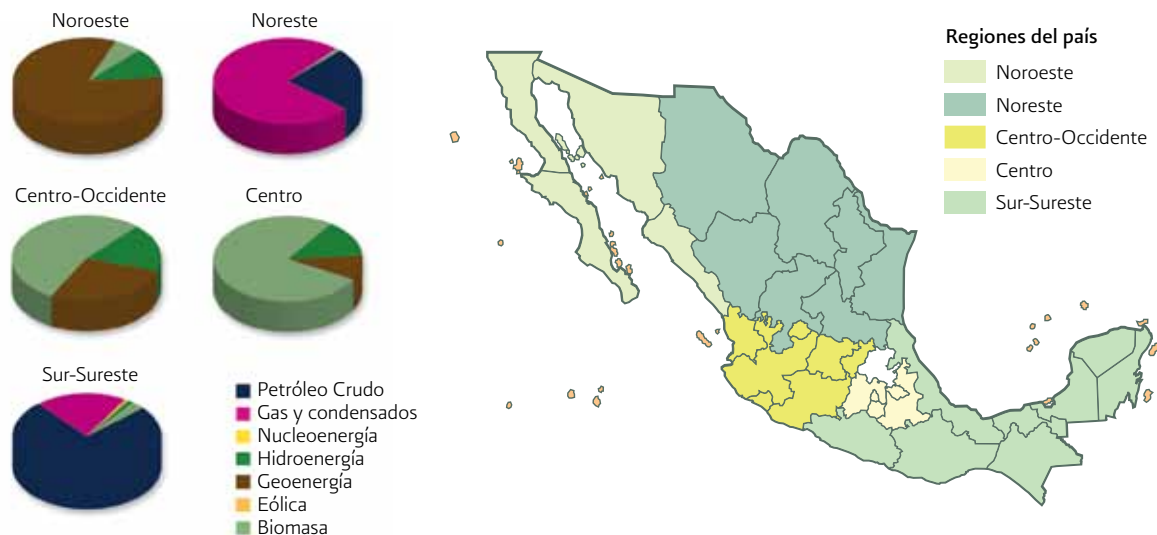 Noroeste
Noreste
Centro-Occidente
Centro
Sur-Sureste
Petróleo Crudo
Gas y condensados
Nucleoenergía
Hidroenergía
Geoenergía
Eólica
Biomasa
Regiones del país
Noroeste
Noreste
Centro-Occidente
Centro
Sur-Sureste